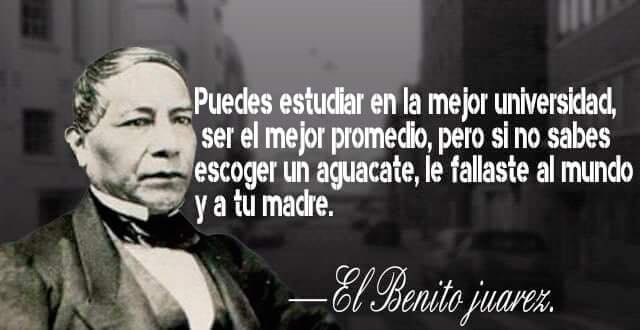 Puedes estudiar en la mejor universidad,
ser el mejor promedio, pero si no sabes
escoger un aguacate, le fallaste al mundo
y a tu madre.
—El Benito juarez.